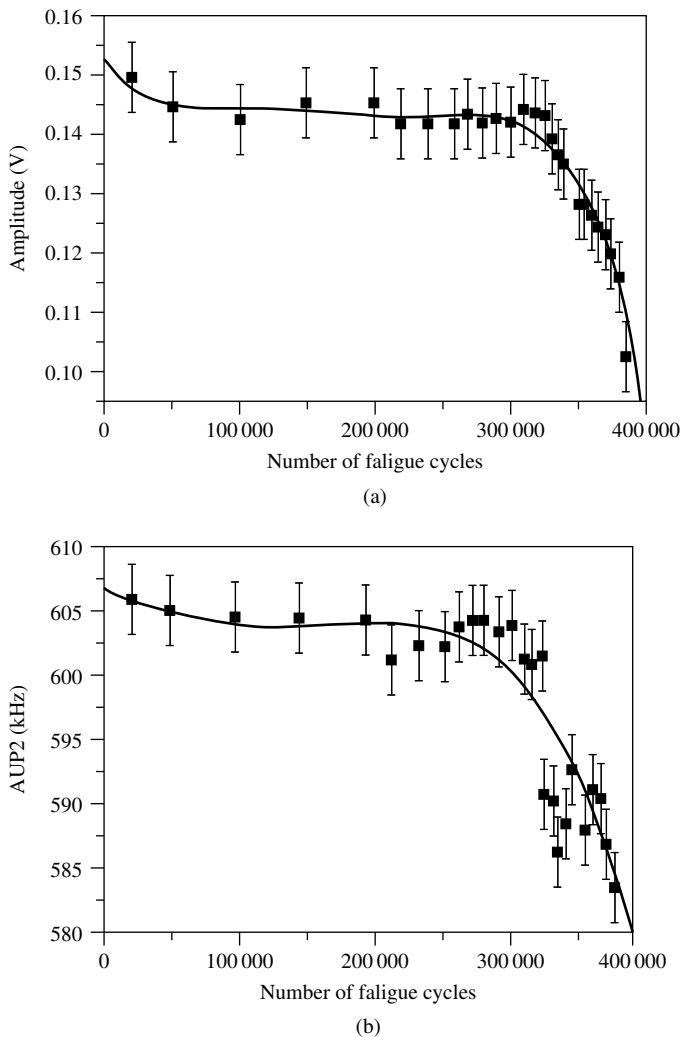 0.16
0.15
0.14
0.13
0.12
0.11
0.10
Amplitude (V)
0 100 000 200 000 300 000 400 000
Number of faligue cycles
(a)
610
605
600
595
590
585
580
AUP2 (kHz)
0 100 000 200 000 300 000 400 000
Number of faligue cycles
(b)